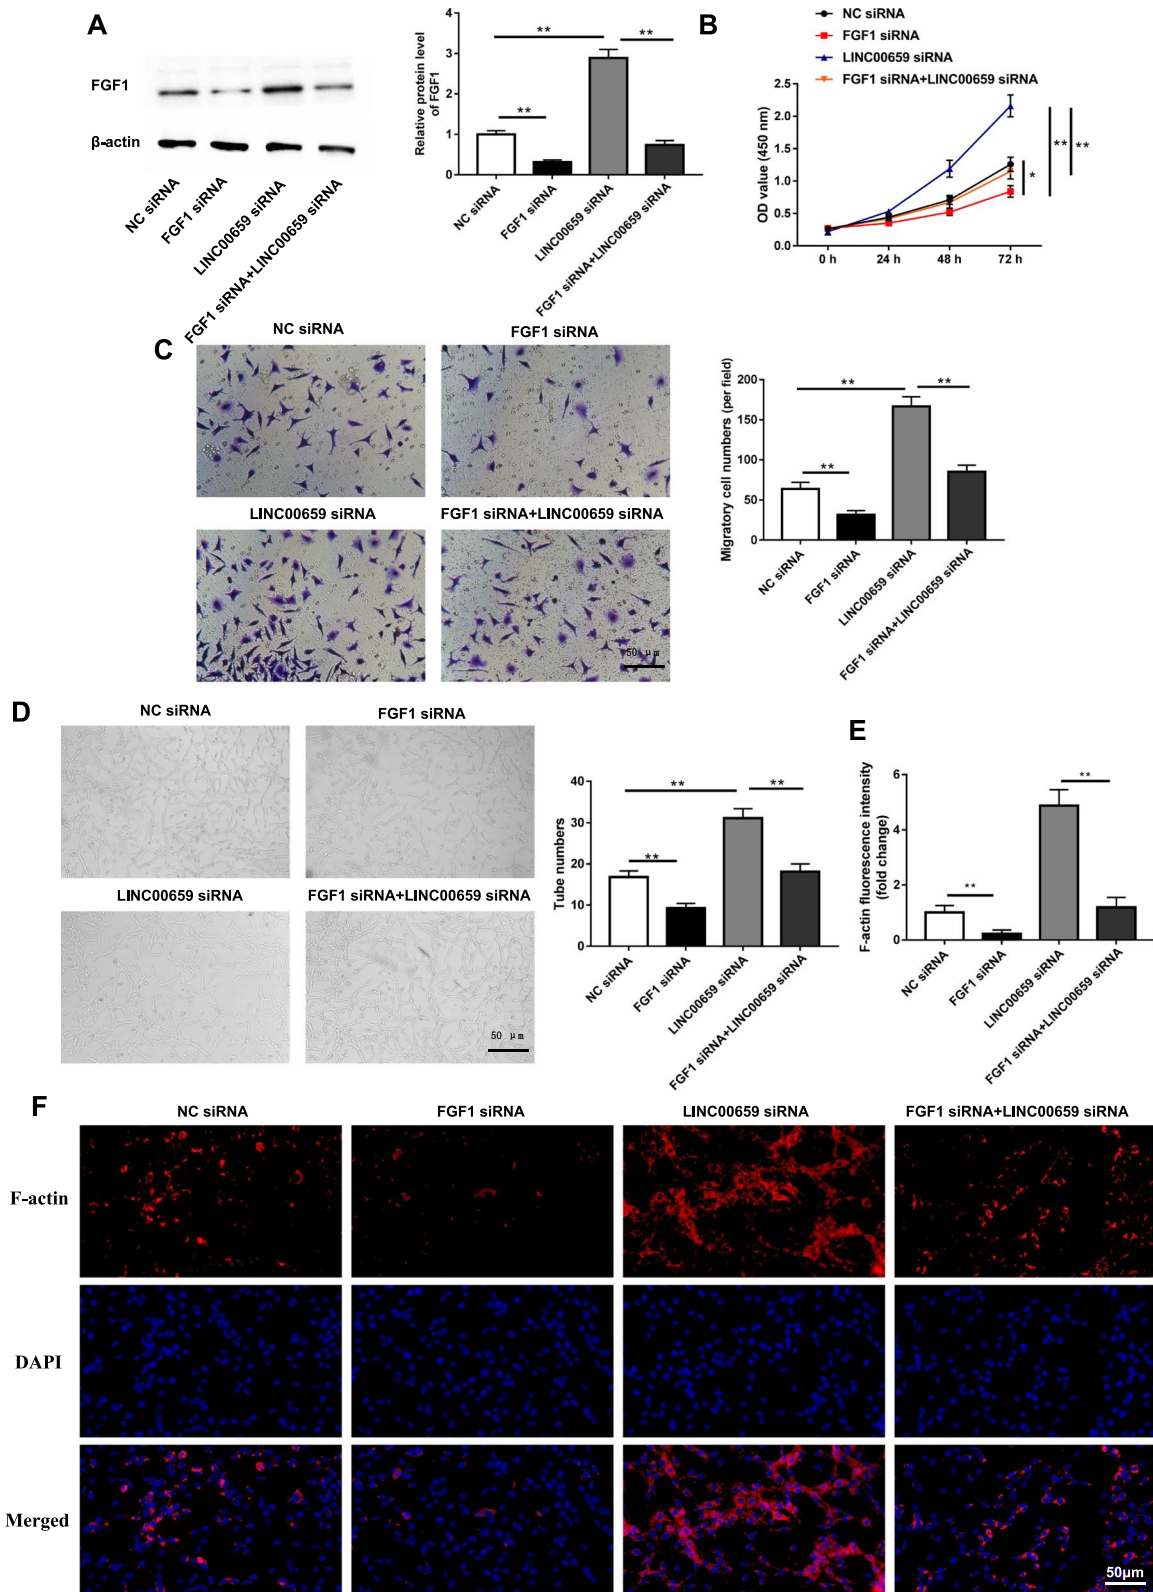 A
FGF1
β-actin
NC siRNA
FGF1 siRNA
LINC00659 siRNA
FGF1 siRNA+LINC00659 siRNA
Relative protein level
of FGF1
4
3
2
1
0
**
**
**
NC siRNA
FGF1 siRNA
LINC00659 siRNA
FGF1 siRNA+LINC00659 siRNA
B
NC siRNA
FGF1 siRNA
LINC00659 siRNA
FGF1 siRNA+LINC00659 siRNA
OD value (450 nm)
2.5
2.0
1.5
1.0
0.5
0.0
0 h
24 h
48 h
72 h
*
**
**
C
NC siRNA
FGF1 siRNA
LINC00659 siRNA
FGF1 siRNA+LINC00659 siRNA
50 μm
Migratory cell numbers (per field)
200
150
100
50
0
**
**
**
NC siRNA
FGF1 siRNA
LINC00659 siRNA
FGF1 siRNA+LINC00659 siRNA
D
NC siRNA
FGF1 siRNA
LINC00659 siRNA
FGF1 siRNA+LINC00659 siRNA
50 μm
Tube numbers
40
30
20
10
0
**
**
**
NC siRNA
FGF1 siRNA
LINC00659 siRNA
FGF1 siRNA+LINC00659 siRNA
E
F-actin fluorescence intensity
(fold change)
6
4
2
0
**
**
NC siRNA
FGF1 siRNA
LINC00659 siRNA
FGF1 siRNA+LINC00659 siRNA
F
NC siRNA
FGF1 siRNA
LINC00659 siRNA
FGF1 siRNA+LINC00659 siRNA
F-actin
DAPI
Merged
50μm